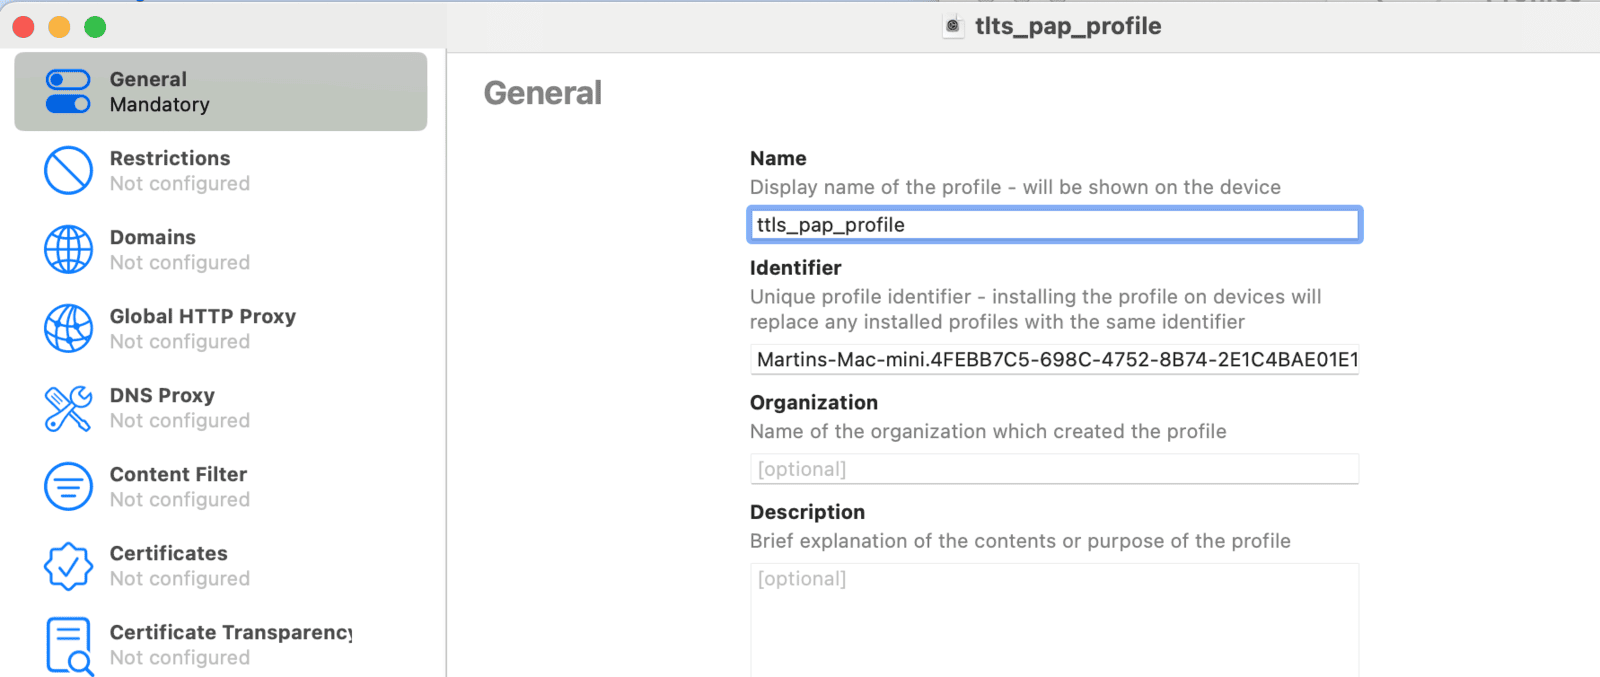 tlts_pap_profile
General
Mandatory
Restrictions
Not configured
Domains
Not configured
Global HTTP Proxy
Not configured
DNS Proxy
Not configured
Content Filter
Not configured
Certificates
Not configured
Certificate Transparency
Not configured
General
Name
Display name of the profile - will be shown on the device
ttls_pap_profile
Identifier
Unique profile identifier - installing the profile on devices will
replace any installed profiles with the same identifier
Martins-Mac-mini.4FEBB7C5-698C-4752-8B74-2E1C4BAE01E1
Organization
Name of the organization which created the profile
[optional]
Description
Brief explanation of the contents or purpose of the profile
[optional]